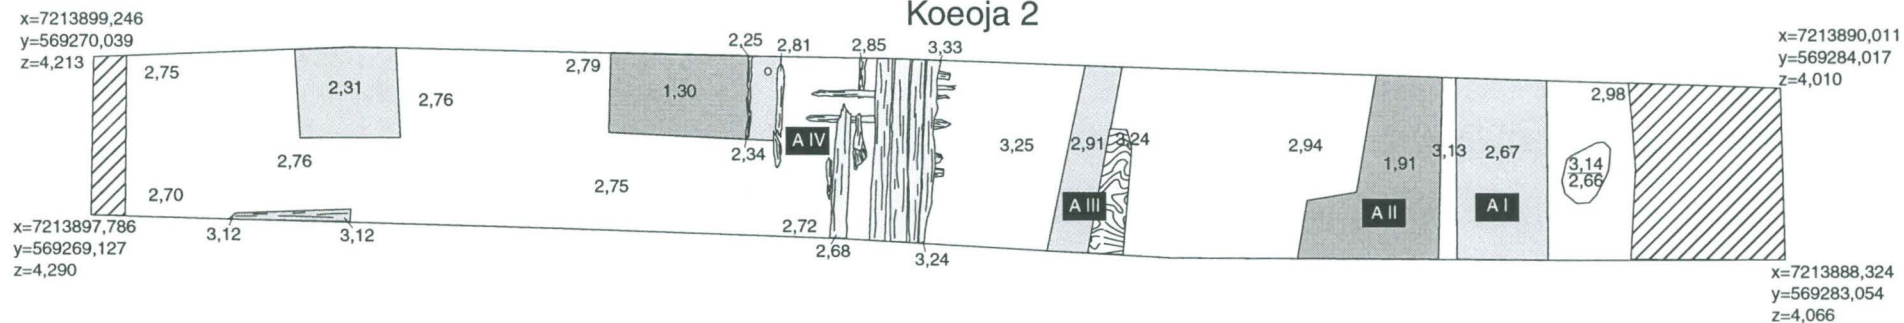 Koeoja 2
x=7213899,246
y=569270,039
z=4,213
x=7213890,011
y=569284,017
z=4,010
2,25
2,81
2,85
3,33
2,75
2,31
2,76
2,79
1,30
2,98
2,76
2,34
A IV
3,25
2,91
3,24
2,94
1,91
3,13
2,67
3,14
2,66
2,70
2,75
A III
A II
A I
2,72
3,12
3,12
2,68
3,24
x=7213897,786
y=569269,127
z=4,290
x=7213888,324
y=569283,054
z=4,066